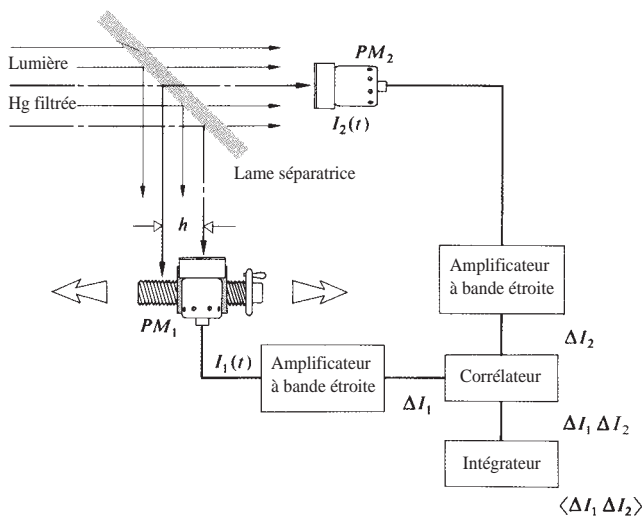 PM₂
Lumière
Hg filtrée
I₂(t)
Lame séparatrice
h
Amplificateur
à bande étroite
PM₁
I₁(t)
Amplificateur
à bande étroite
ΔI₂
ΔI₁
Corrélateur
ΔI₁ ΔI₂
Intégrateur
⟨ΔI₁ ΔI₂⟩